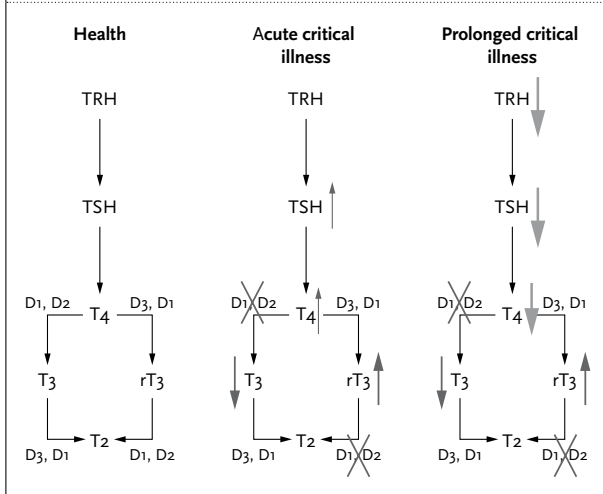 Health
Acute critical
illness
Prolonged critical
illness
TRH
TRH
TRH
TSH
TSH
TSH
D1, D2
T4
D3, D1
D1, D2
T4
D3, D1
D1, D2
T4
D3, D1
T3
rT3
T3
rT3
T3
rT3
D3, D1
T2
D1, D2
D3, D1
T2
D1, D2
D3, D1
T2
D1, D2